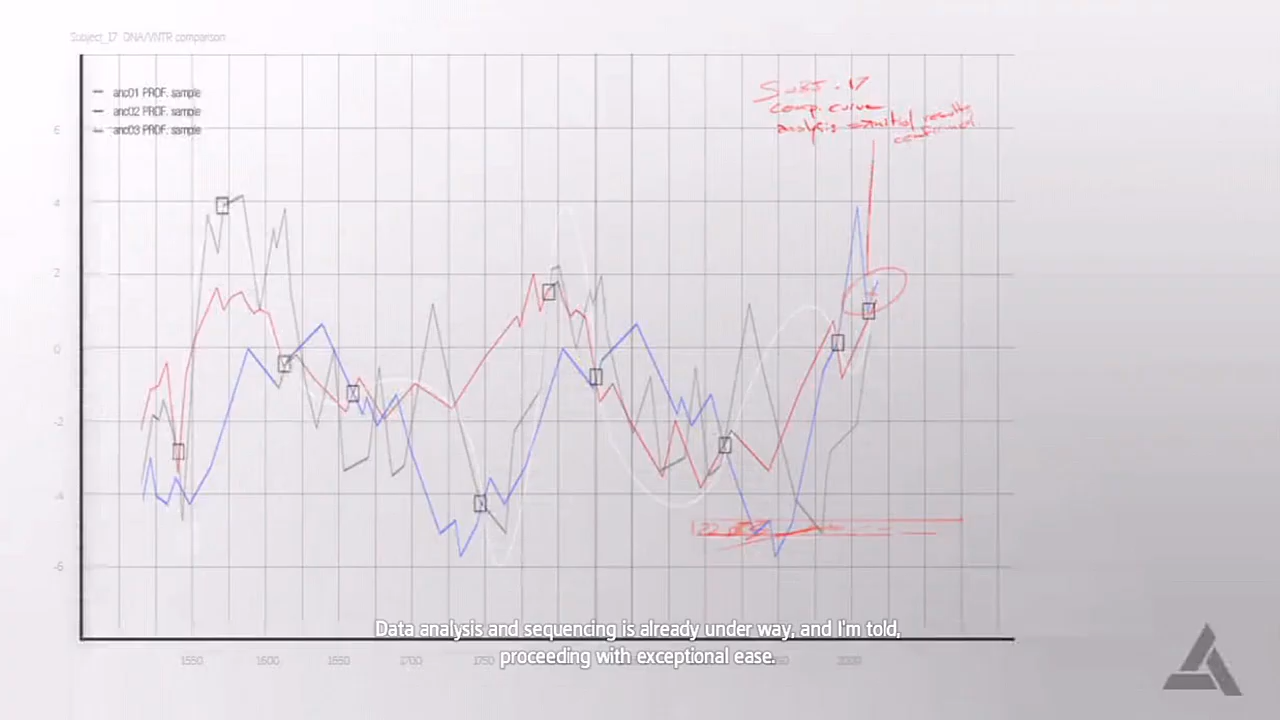 Subject_17 DNA/VNTR comparison
anc01 PROF. sample
anc02 PROF. sample
anc03 PROF. sample
SUBJ. 17
comp. curve
analysis initial results
confirmed
6
4
2
0
-2
-4
-6
Data analysis and sequencing is already under way, and I'm told,
proceeding with exceptional ease.
1550 1600 1650 1700 1750 2000